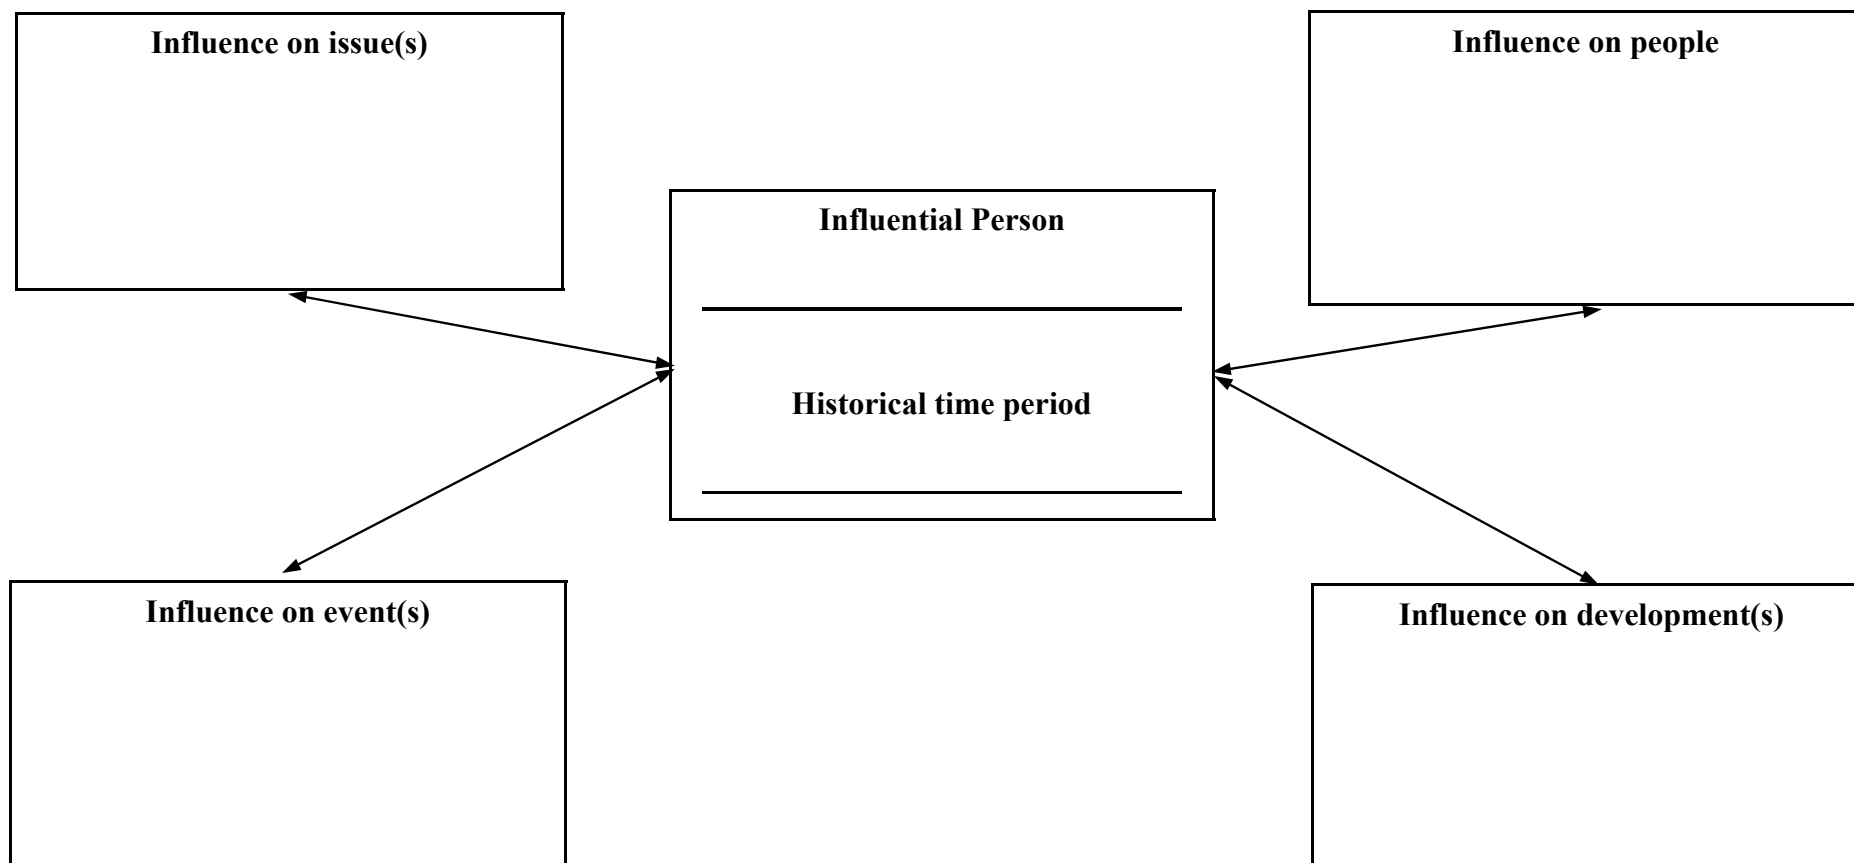 Influence on issue(s)
Influence on people
Influential Person
Historical time period
Influence on event(s)
Influence on development(s)